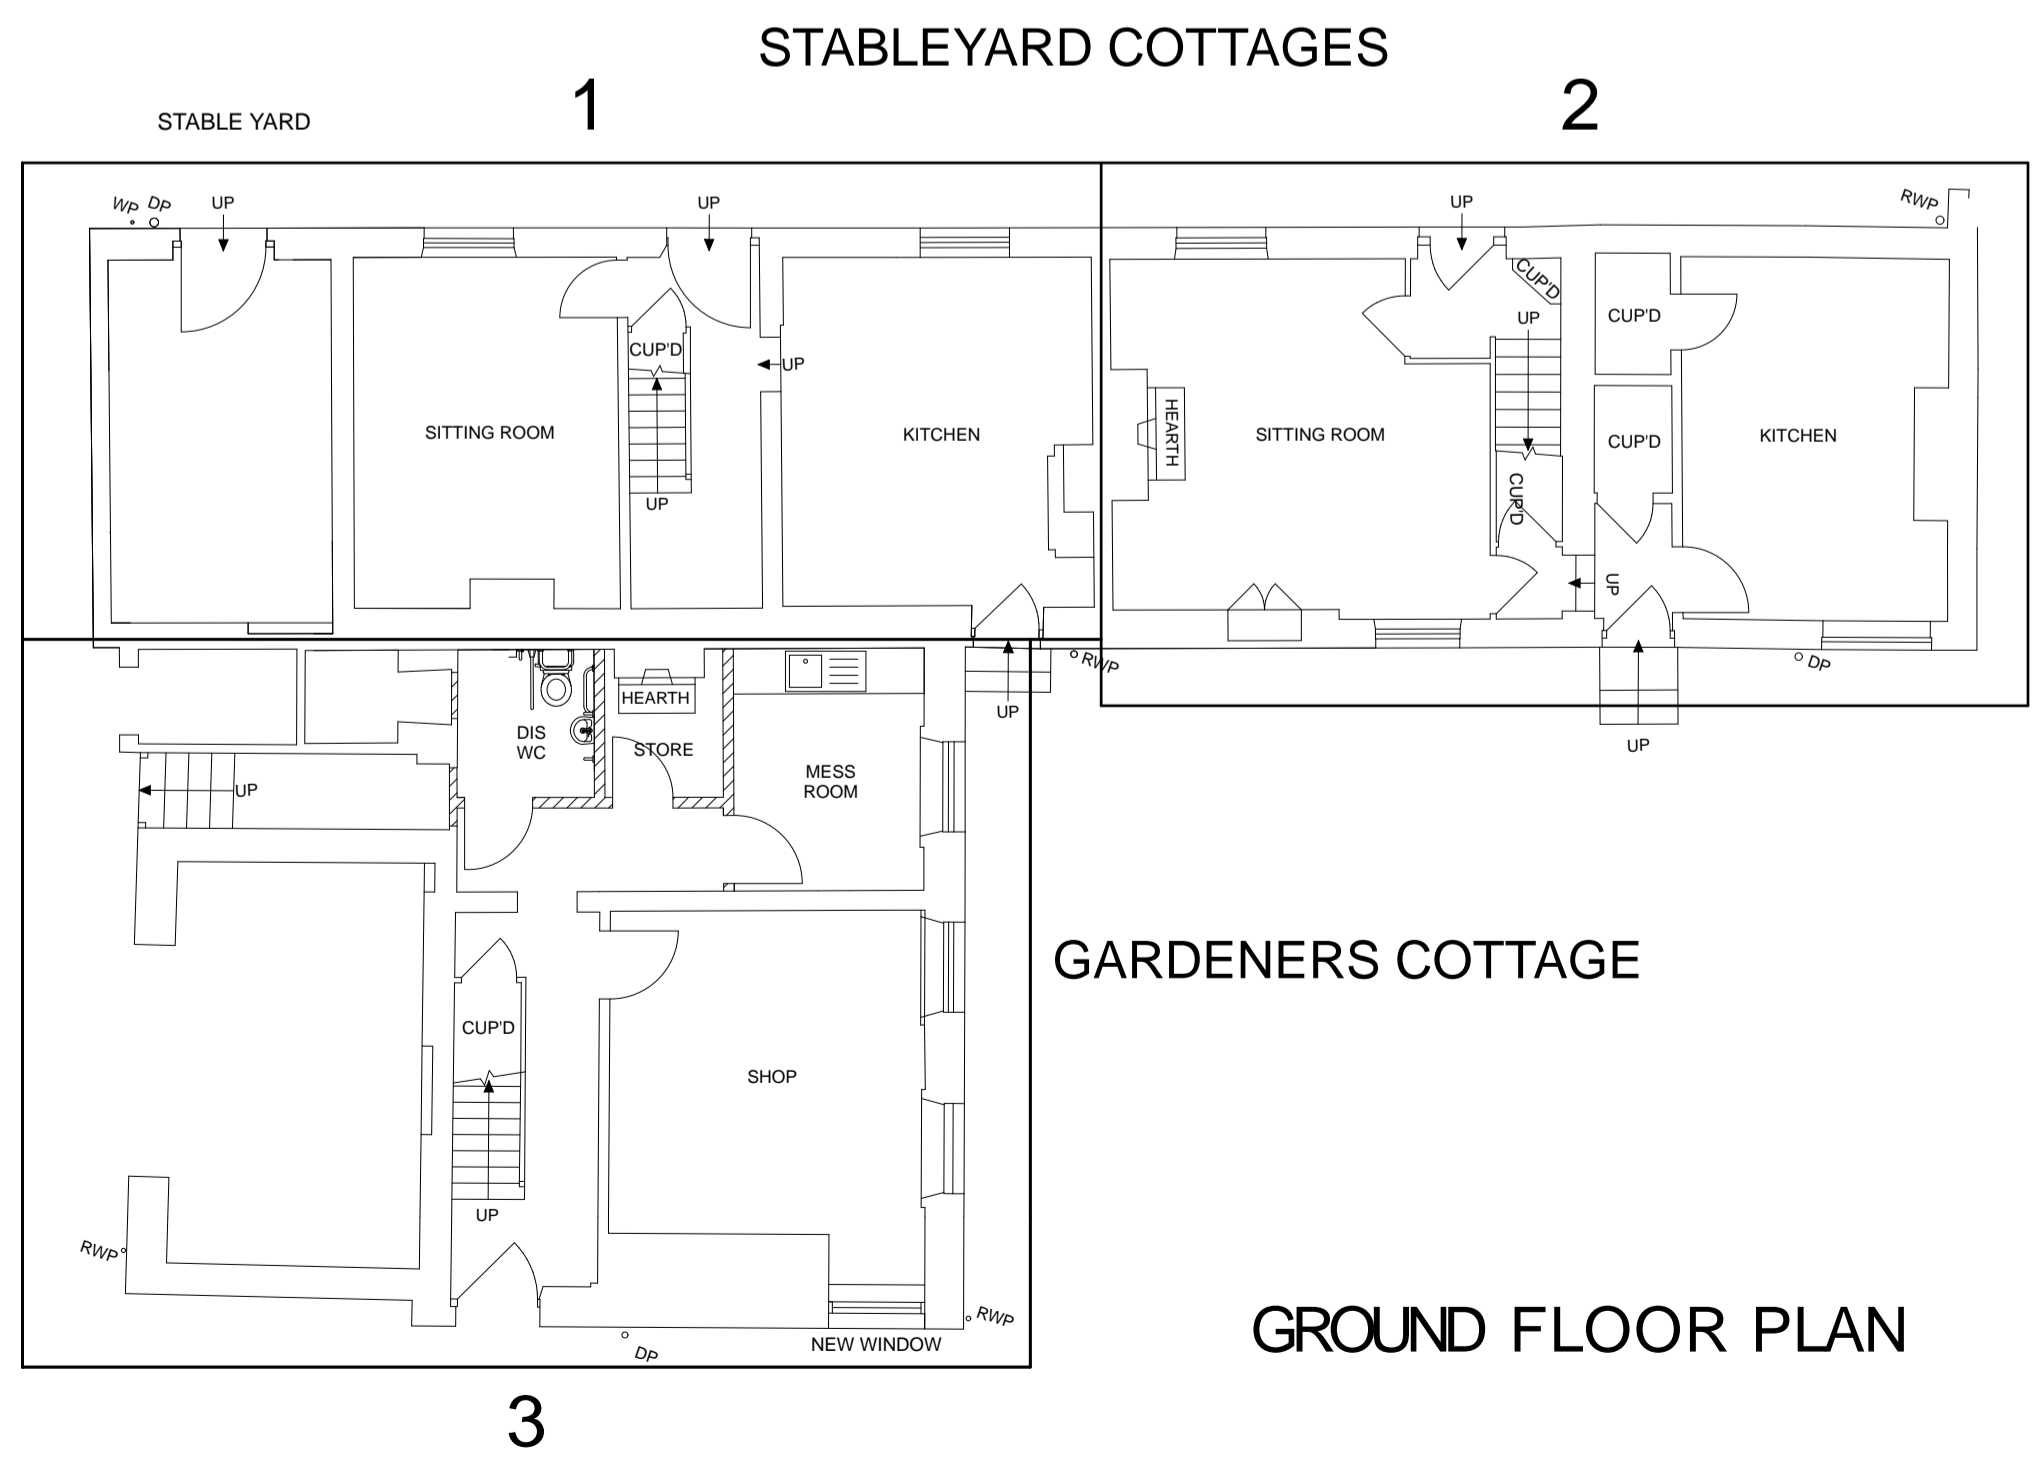 STABLEYARD COTTAGES
1
2
STABLE YARD
WP
DP
UP
UP
UP
RWP
CUP'D
UP
CUP'D
CUP'D
UP
SITTING ROOM
UP
KITCHEN
HEARTH
SITTING ROOM
CUP'D
CUP'D
KITCHEN
UP
RWP
DP
UP
UP
HEARTH
DIS
WC
STORE
MESS
ROOM
UP
GARDENERS COTTAGE
CUP'D
SHOP
UP
RWP
DP
NEW WINDOW
RWP
GROUND FLOOR PLAN
3